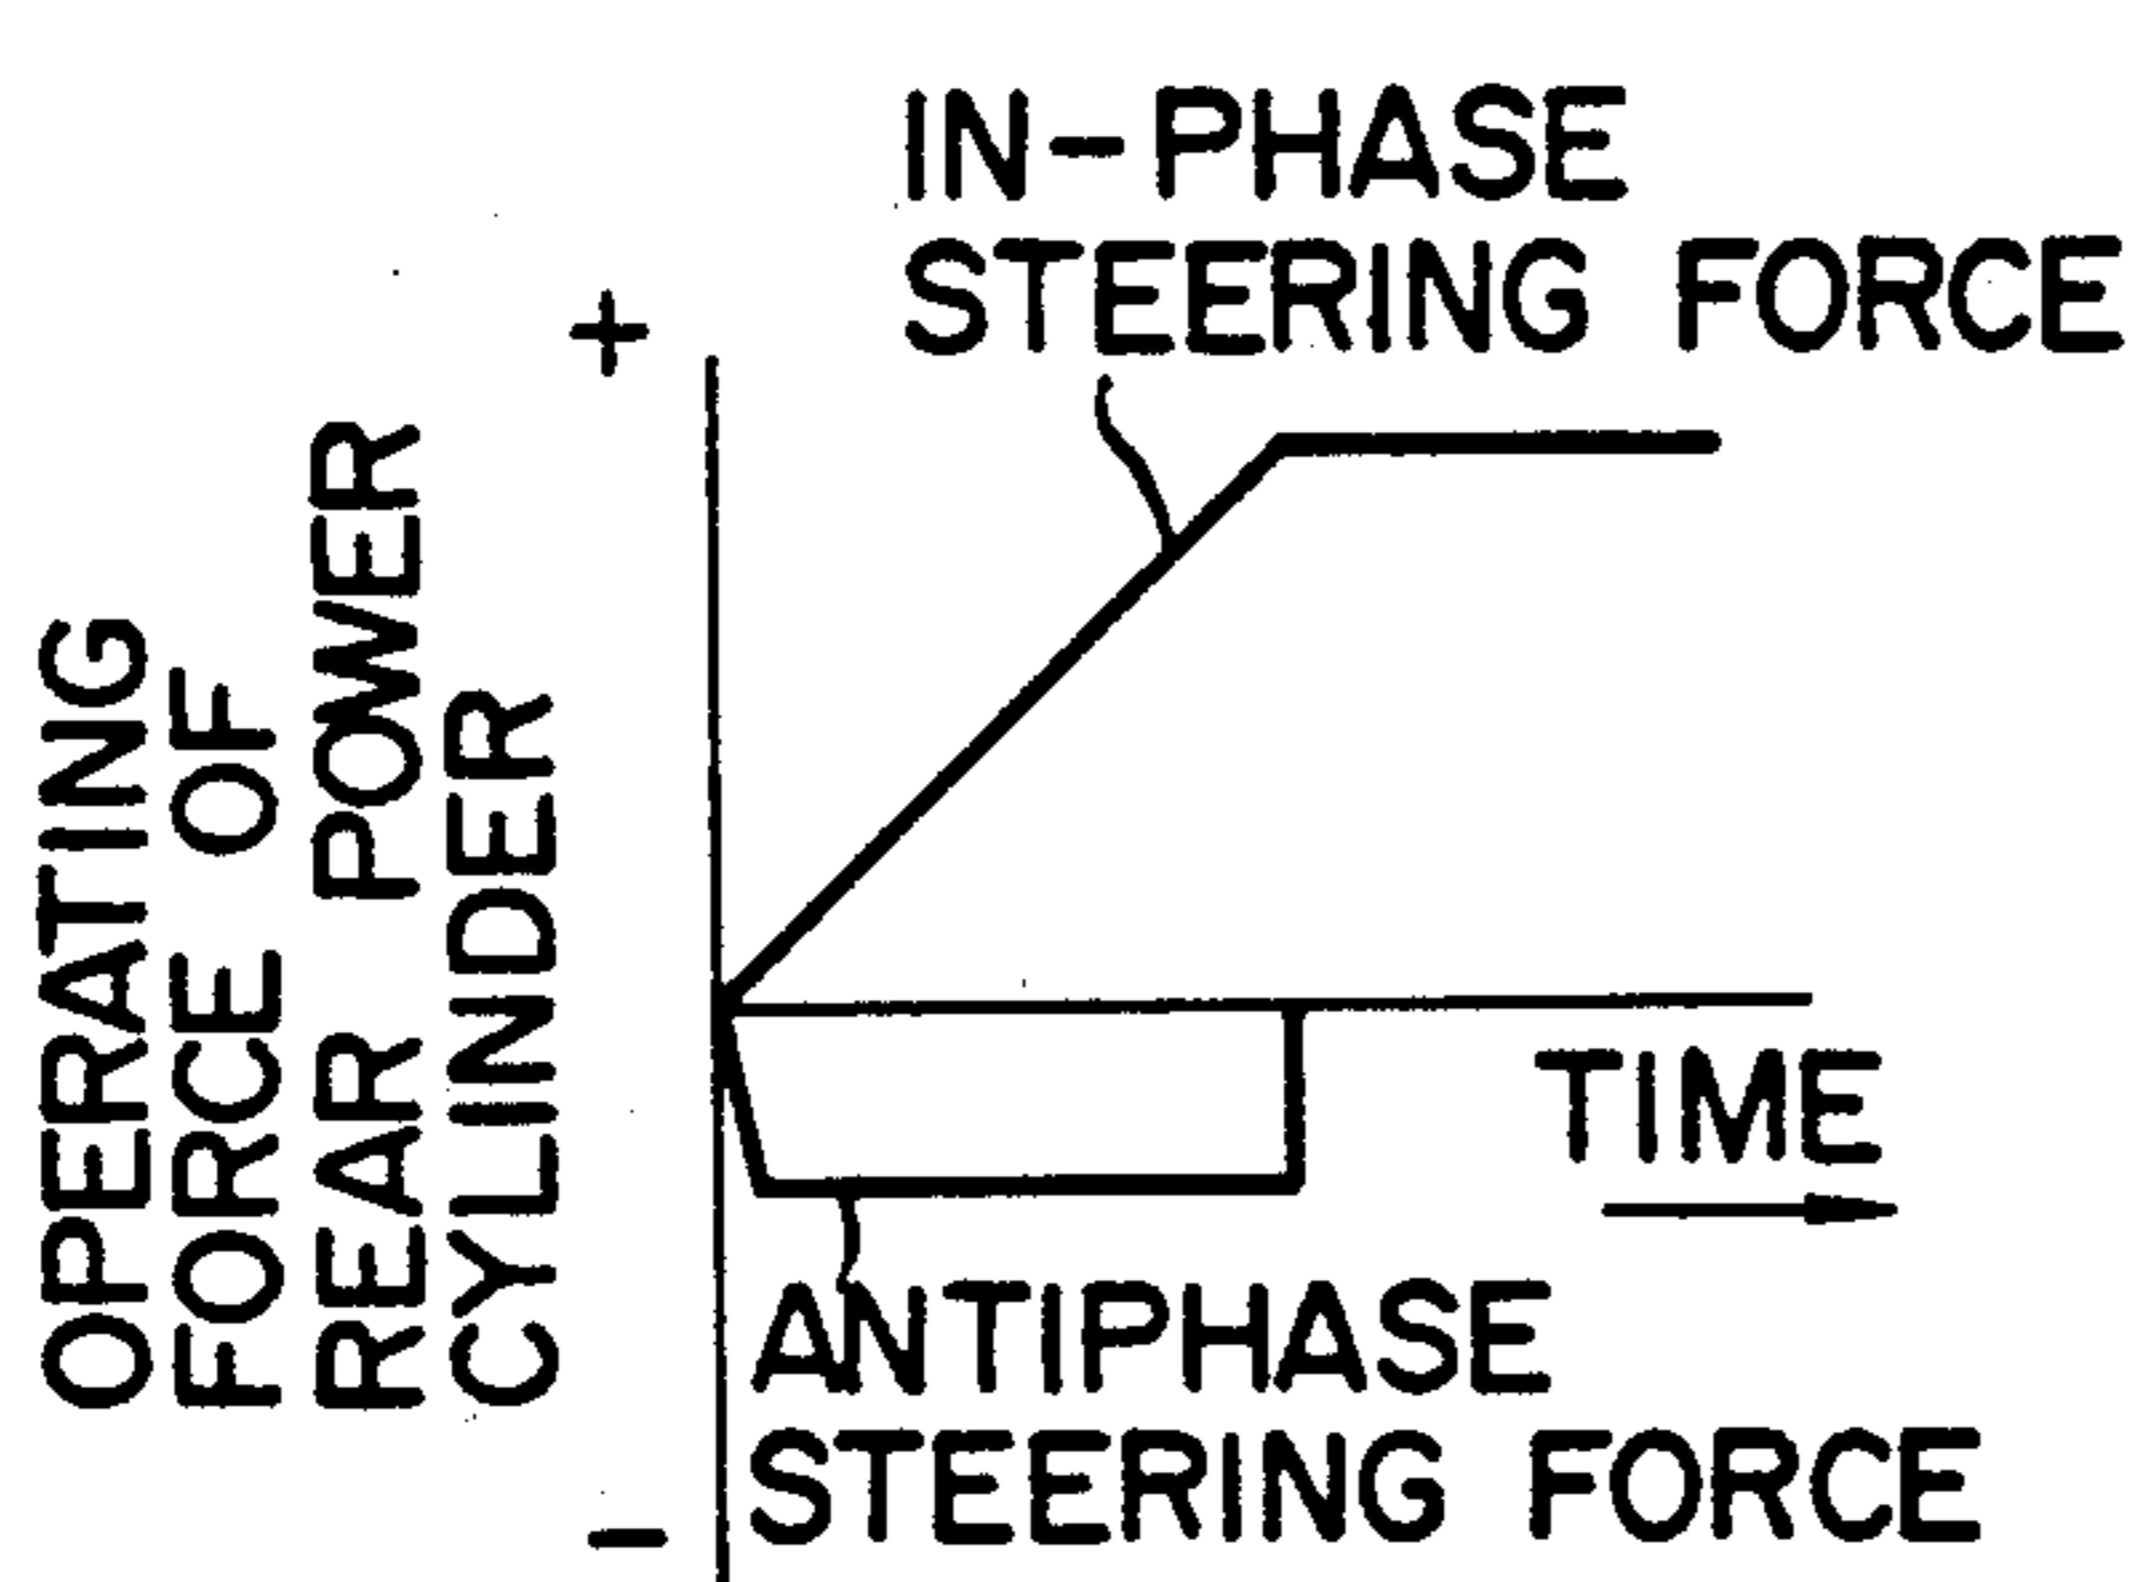 OPERATING
FORCE OF
REAR POWER
CYLINDER
+
IN-PHASE
STEERING FORCE
TIME
ANTIPHASE
STEERING FORCE
−